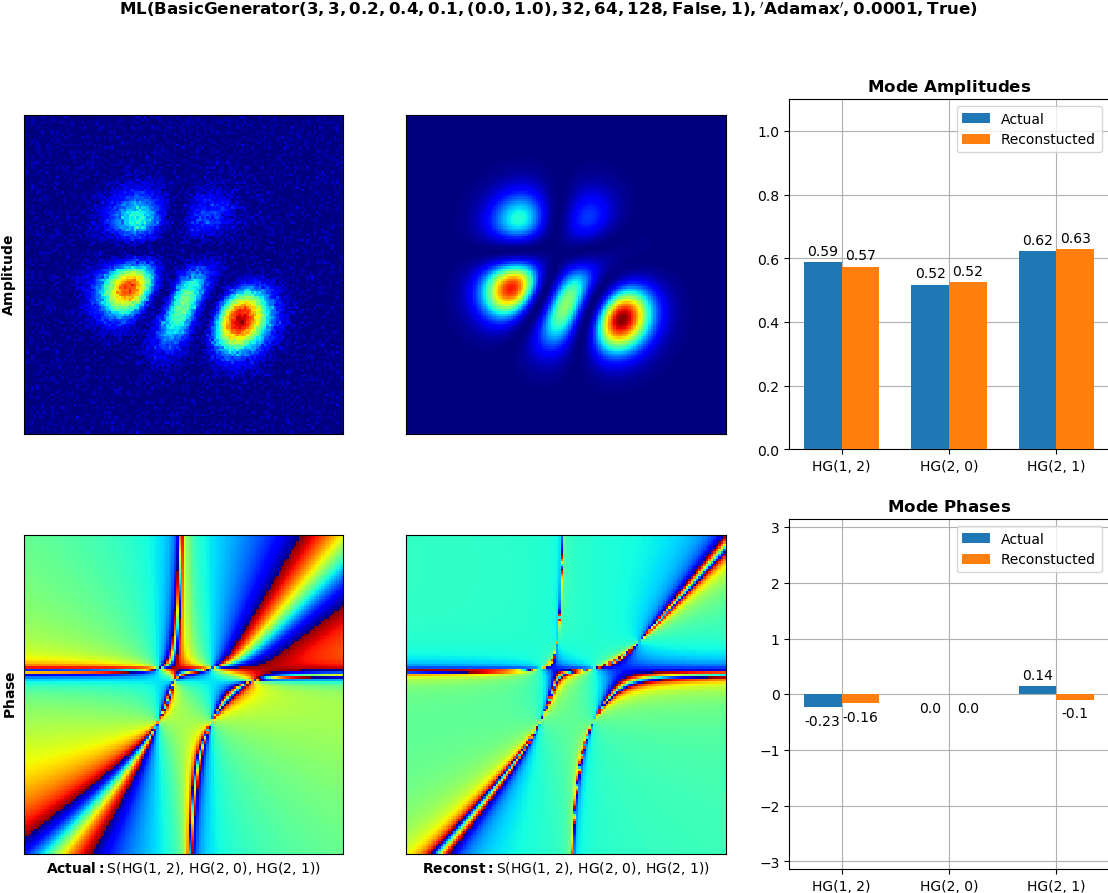 ML(BasicGenerator(3, 3, 0.2, 0.4, 0.1, (0.0, 1.0), 32, 64, 128, False, 1), 'Adamax', 0.0001, True)
Amplitude
Mode Amplitudes
Actual
Reconstucted
1.0
0.8
0.6
0.4
0.2
0.0
0.59
0.57
0.52
0.52
0.62
0.63
HG(1, 2)
HG(2, 0)
HG(2, 1)
Phase
Actual: S(HG(1, 2), HG(2, 0), HG(2, 1))
Reconst: S(HG(1, 2), HG(2, 0), HG(2, 1))
Mode Phases
Actual
Reconstucted
3
2
1
0
−1
−2
−3
-0.23
-0.16
0.0
0.0
0.14
-0.1
HG(1, 2)
HG(2, 0)
HG(2, 1)